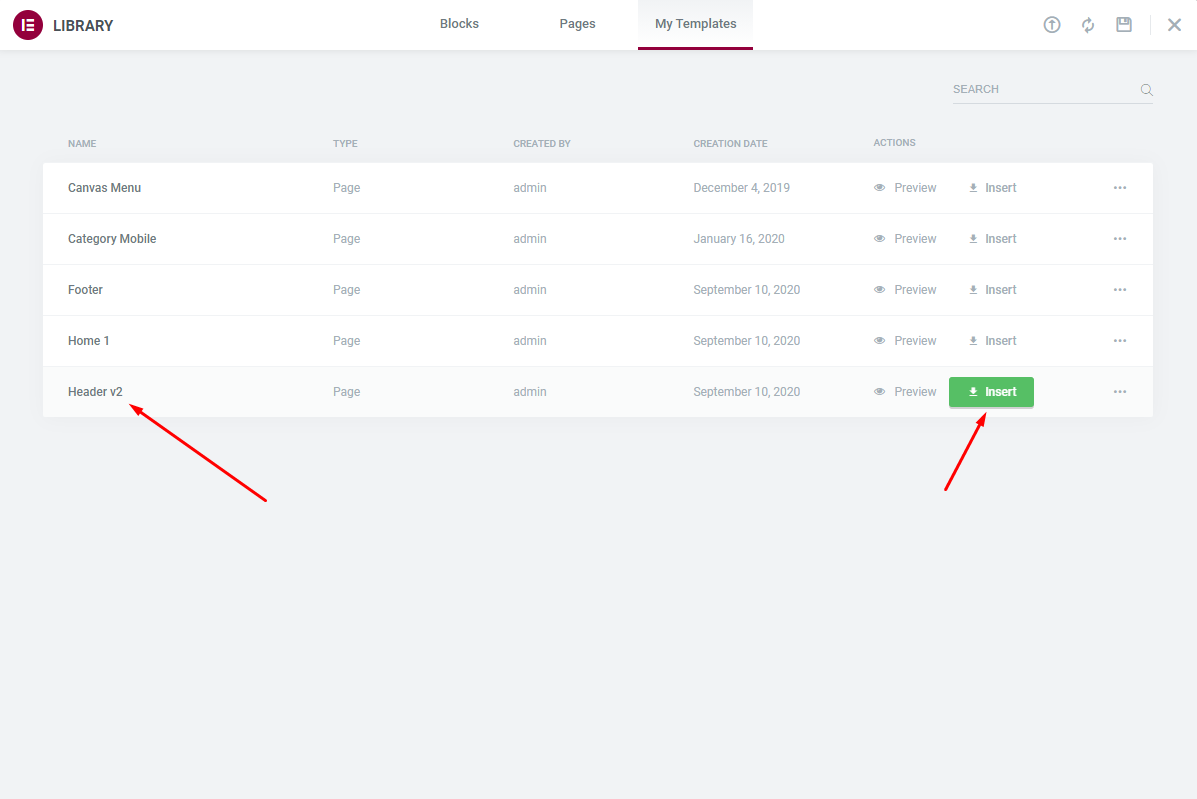 LIBRARY Blocks Pages My Templates
SEARCH
NAME TYPE CREATED BY CREATION DATE ACTIONS
Canvas Menu Page admin December 4, 2019 Preview Insert
Category Mobile Page admin January 16, 2020 Preview Insert
Footer Page admin September 10, 2020 Preview Insert
Home 1 Page admin September 10, 2020 Preview Insert
Header v2 Page admin September 10, 2020 Preview Insert